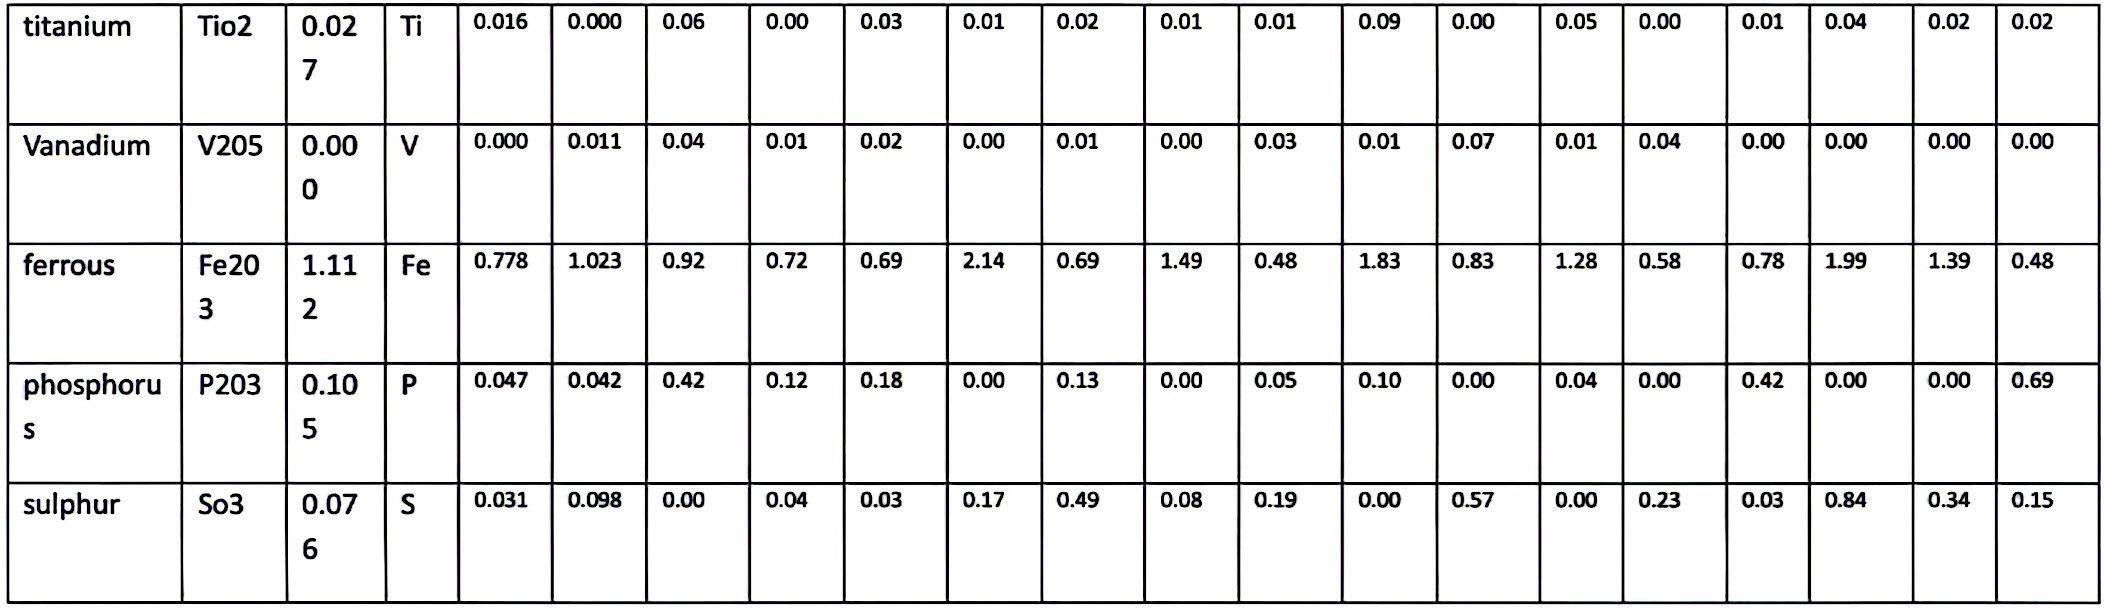 titanium Tio2 0.02 Ti 0.016 0.000 0.06 0.00 0.03 0.01 0.02 0.01 0.01 0.09 0.00 0.05 0.00 0.01 0.04 0.02 0.02
7
Vanadium V205 0.00 V 0.000 0.011 0.04 0.01 0.02 0.00 0.01 0.00 0.03 0.01 0.07 0.01 0.04 0.00 0.00 0.00 0.00
0
ferrous Fe20 1.11 Fe 0.778 1.023 0.92 0.72 0.69 2.14 0.69 1.49 0.48 1.83 0.83 1.28 0.58 0.78 1.99 1.39 0.48
3 2
phosphoru P203 0.10 P 0.047 0.042 0.42 0.12 0.18 0.00 0.13 0.00 0.05 0.10 0.00 0.04 0.00 0.42 0.00 0.00 0.69
s 5
sulphur So3 0.07 S 0.031 0.098 0.00 0.04 0.03 0.17 0.49 0.08 0.19 0.00 0.57 0.00 0.23 0.03 0.84 0.34 0.15
6